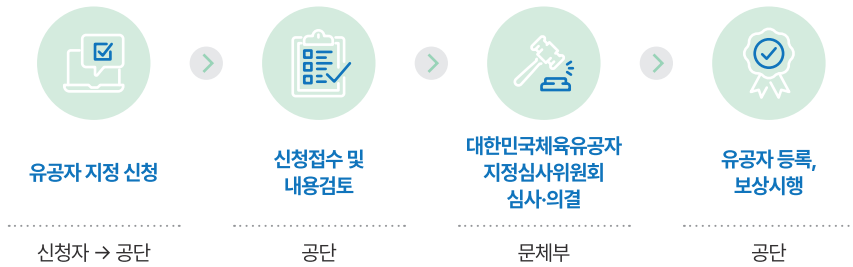 유공자 지정 신청
신청자 → 공단
신청접수 및
내용검토
공단
대한민국체육유공자
지정심사위원회
심사·의결
문체부
유공자 등록,
보상시행
공단